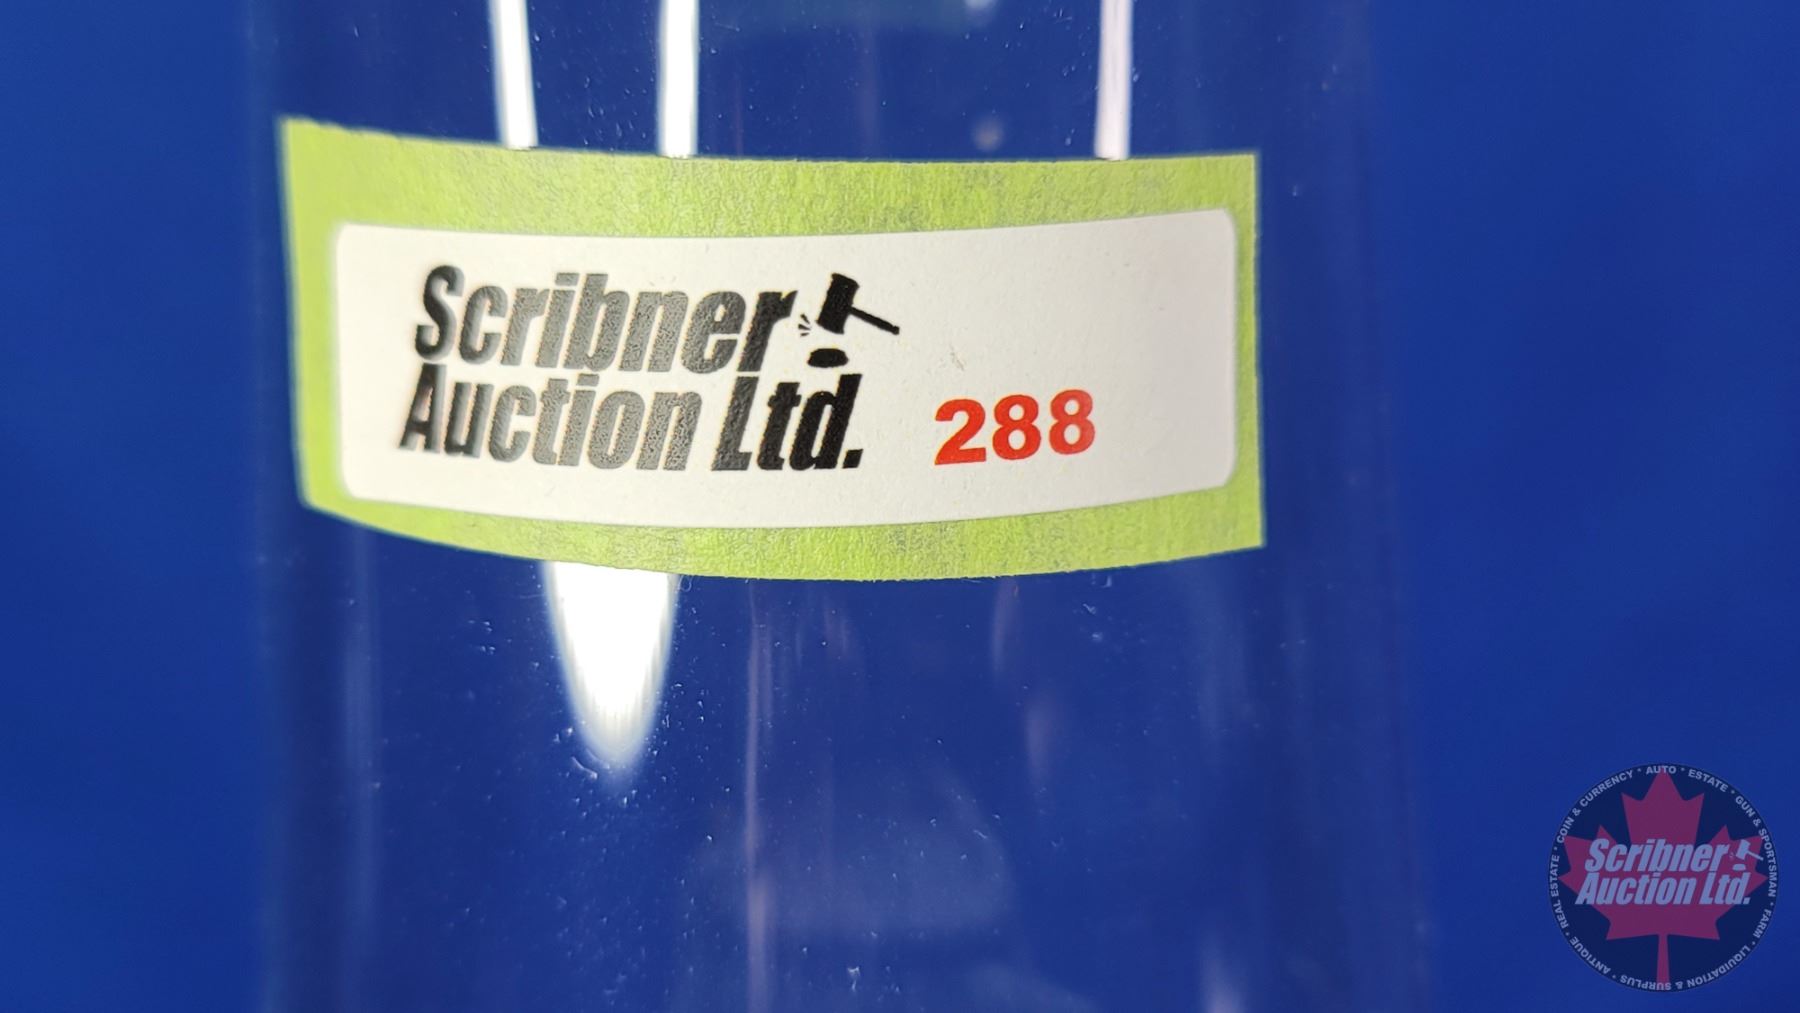 Scribner
Auction Ltd. 288
COIN & CURRENCY * AUTO * ESTATE * GUN & SPORTSMAN * FARM * LIQUIDATION & SURPLUS * ANTIQUE * REAL ESTATE *
Scribner
Auction Ltd.